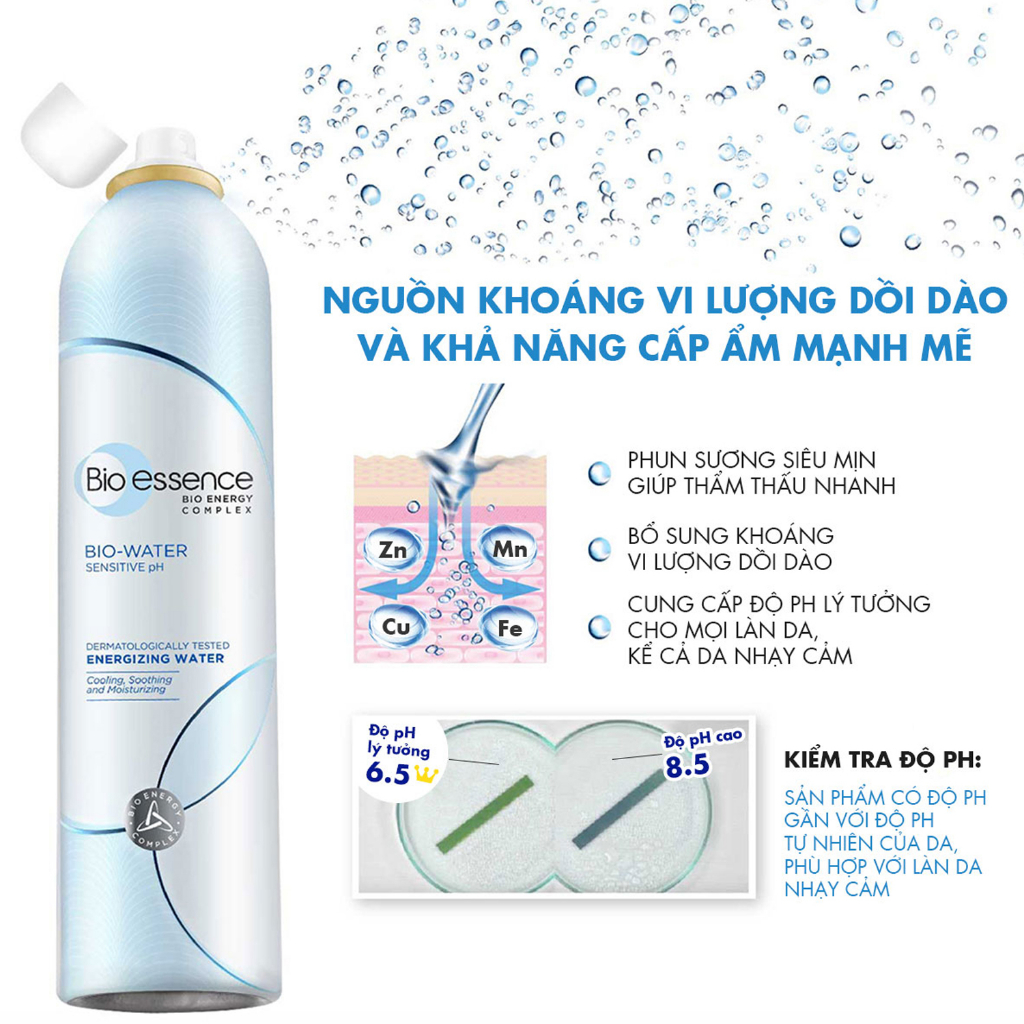 NGUỒN KHOÁNG VI LƯỢNG DỒI DÀO
VÀ KHẢ NĂNG CẤP ẨM MẠNH MẼ
Bio essence
BIO ENERGY
COMPLEX
BIO-WATER
SENSITIVE pH
DERMATOLOGICALLY TESTED
ENERGIZING WATER
Cooling, Soothing
and Moisturizing
BIO ENERGY COMPLEX
Zn
Mn
Cu
Fe
PHUN SƯƠNG SIÊU MỊN
GIÚP THẨM THẤU NHANH
BỔ SUNG KHOÁNG
VI LƯỢNG DỒI DÀO
CUNG CẤP ĐỘ PH LÝ TƯỞNG
CHO MỌI LÀN DA,
KỂ CẢ DA NHẠY CẢM
Độ pH
lý tưởng
6.5
Độ pH cao
8.5
KIỂM TRA ĐỘ PH:
SẢN PHẨM CÓ ĐỘ PH
GẦN VỚI ĐỘ PH
TỰ NHIÊN CỦA DA,
PHÙ HỢP VỚI LÀN DA
NHẠY CẢM